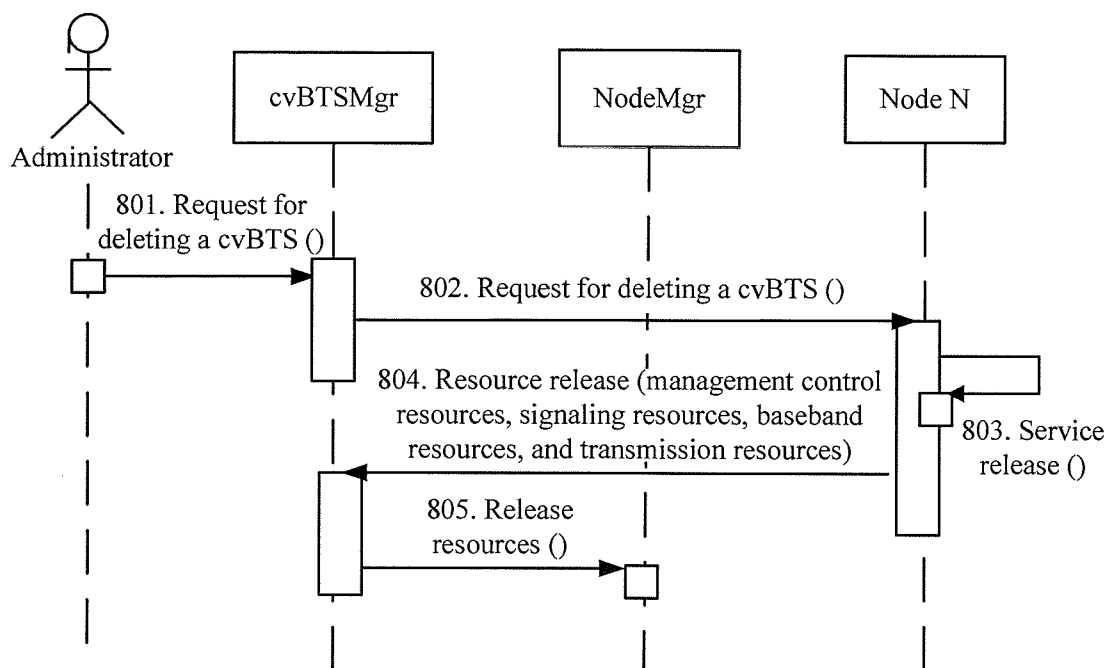 cvBTSMgr
NodeMgr
Node N
Administrator
801. Request for
deleting a cvBTS ()
802. Request for deleting a cvBTS ()
804. Resource release (management control
resources, signaling resources, baseband
resources, and transmission resources)
803. Service
release ()
805. Release
resources ()